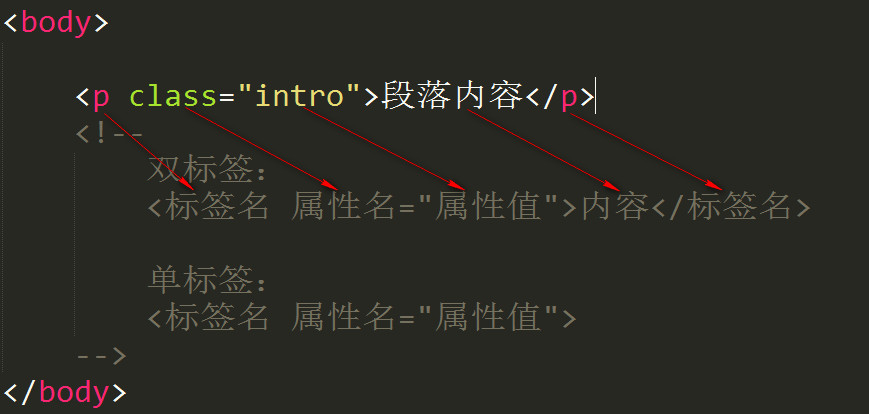 <body>
<p class="intro">段落内容</p>
<!--
双标签：
<标签名 属性名="属性值">内容</标签名>
单标签：
<标签名 属性名="属性值">
-->
</body>